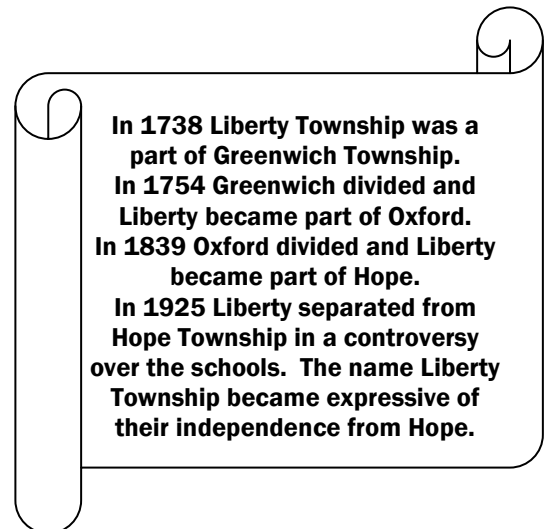 In 1738 Liberty Township was a
part of Greenwich Township.
In 1754 Greenwich divided and
Liberty became part of Oxford.
In 1839 Oxford divided and Liberty
became part of Hope.
In 1925 Liberty separated from
Hope Township in a controversy
over the schools.  The name Liberty
Township became expressive of
their independence from Hope.